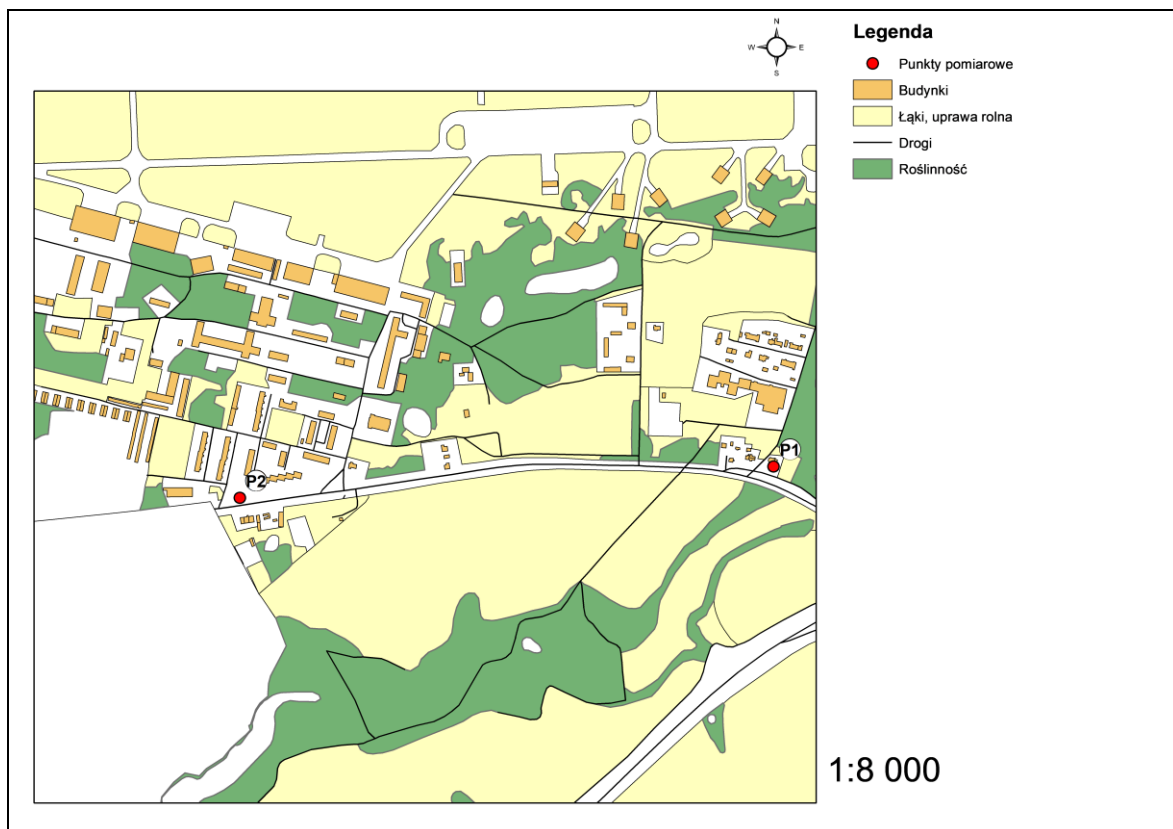 N
W E
S
Legenda
Punkty pomiarowe
Budynki
Łąki, uprawa rolna
Drogi
Roślinność
P1
P2
1:8 000